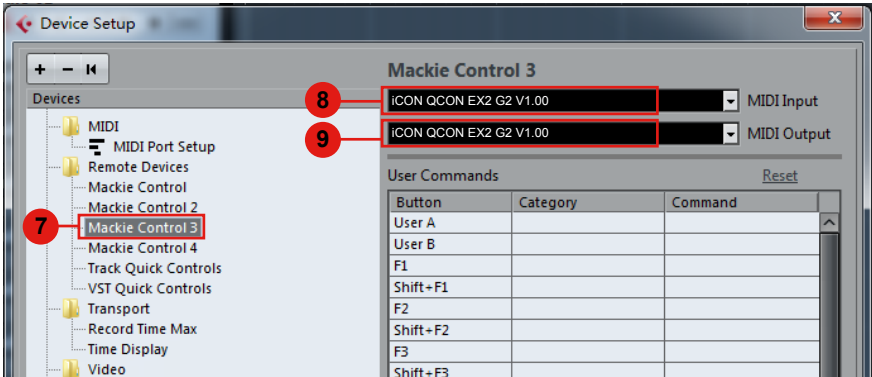 Device Setup
x
+ - I◄
Mackie Control 3
Devices
8
iCON QCON EX2 G2 V1.00
MIDI Input
9
iCON QCON EX2 G2 V1.00
MIDI Output
MIDI
MIDI Port Setup
Remote Devices
Mackie Control
Mackie Control 2
7
Mackie Control 3
Mackie Control 4
Track Quick Controls
VST Quick Controls
Transport
Record Time Max
Time Display
Video
User Commands
Reset
Button Category Command
User A
User B
F1
Shift+F1
F2
Shift+F2
F3
Shift+F3